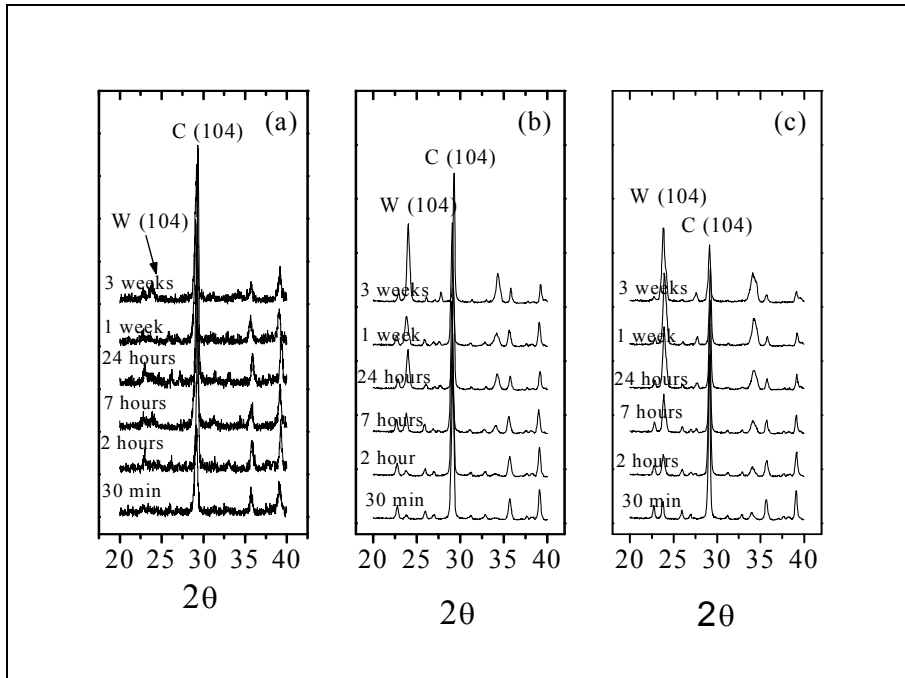 (a)
C (104)
W (104)
3 weeks
1 week
24 hours
7 hours
2 hours
30 min
20 25 30 35 40
2θ
(b)
C (104)
W (104)
3 weeks
1 week
24 hours
7 hours
2 hour
30 min
20 25 30 35 40
2θ
(c)
W (104)
C (104)
3 weeks
1 week
24 hours
7 hours
2 hours
30 min
20 25 30 35 40
2θ